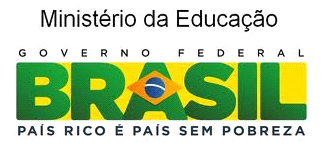 Ministério da Educação
GOVERNO FEDERAL
BRASIL
PAÍS RICO É PAÍS SEM POBREZA